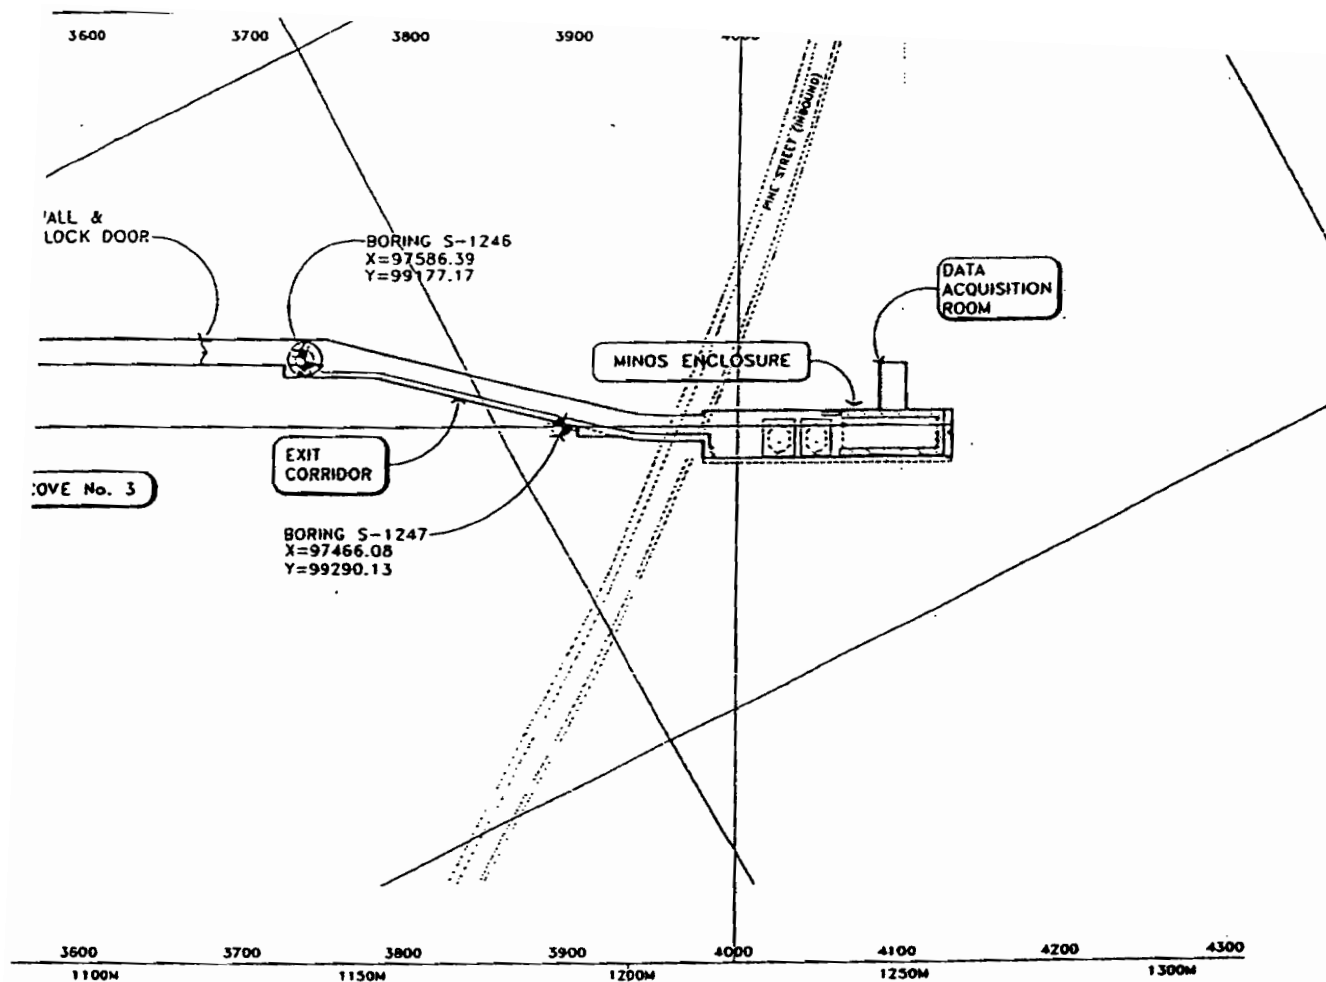 3600 3700 3800 3900 4000
PINE STREET (INBOUND)
'ALL &
LOCK DOOR
BORING S-1246
X=97586.39
Y=99177.17
DATA
ACQUISITION
ROOM
MINOS ENCLOSURE
EXIT
CORRIDOR
OVE No. 3
BORING S-1247
X=97466.08
Y=99290.13
3600 3700 3800 3900 4000 4100 4200 4300
1100M 1150M 1200M 1250M 1300M